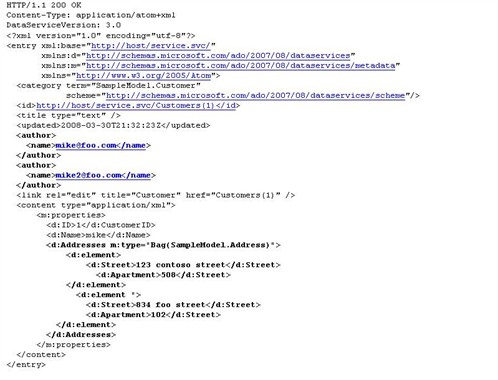 HTTP/1.1 200 OK
Content-Type: application/atom+xml
DataServiceVersion: 3.0
<?xml version="1.0" encoding="utf-8"?>
<entry xml:base="http://host/service.svc/"
xmlns:d="http://schemas.microsoft.com/ado/2007/08/dataservices"
xmlns:m="http://schemas.microsoft.com/ado/2007/08/dataservices/metadata"
xmlns="http://www.w3.org/2005/Atom">
<category term="SampleModel.Customer"
scheme="http://schemas.microsoft.com/ado/2007/08/dataservices/scheme"/>
<id>http://host/service.svc/Customers(1)</id>
<title type="text" />
<updated>2008-03-30T21:32:23Z</updated>
<author>
<name>mike@foo.com</name>
</author>
<author>
<name>mike2@foo.com</name>
</author>
<link rel="edit" title="Customer" href="Customers(1)" />
<content type="application/xml">
<m:properties>
<d:ID>1</d:CustomerID>
<d:Name>mike</d:Name>
<d:Addresses m:type="Bag(SampleModel.Address)">
<d:element>
<d:Street>123 contoso street</d:Street>
<d:Apartment>508</d:Street>
</d:element>
<d:element ">
<d:Street>834 foo street</d:Street>
<d:Apartment>102</d:Street>
</d:element>
</d:Addresses>
</m:properties>
</content>
</entry>